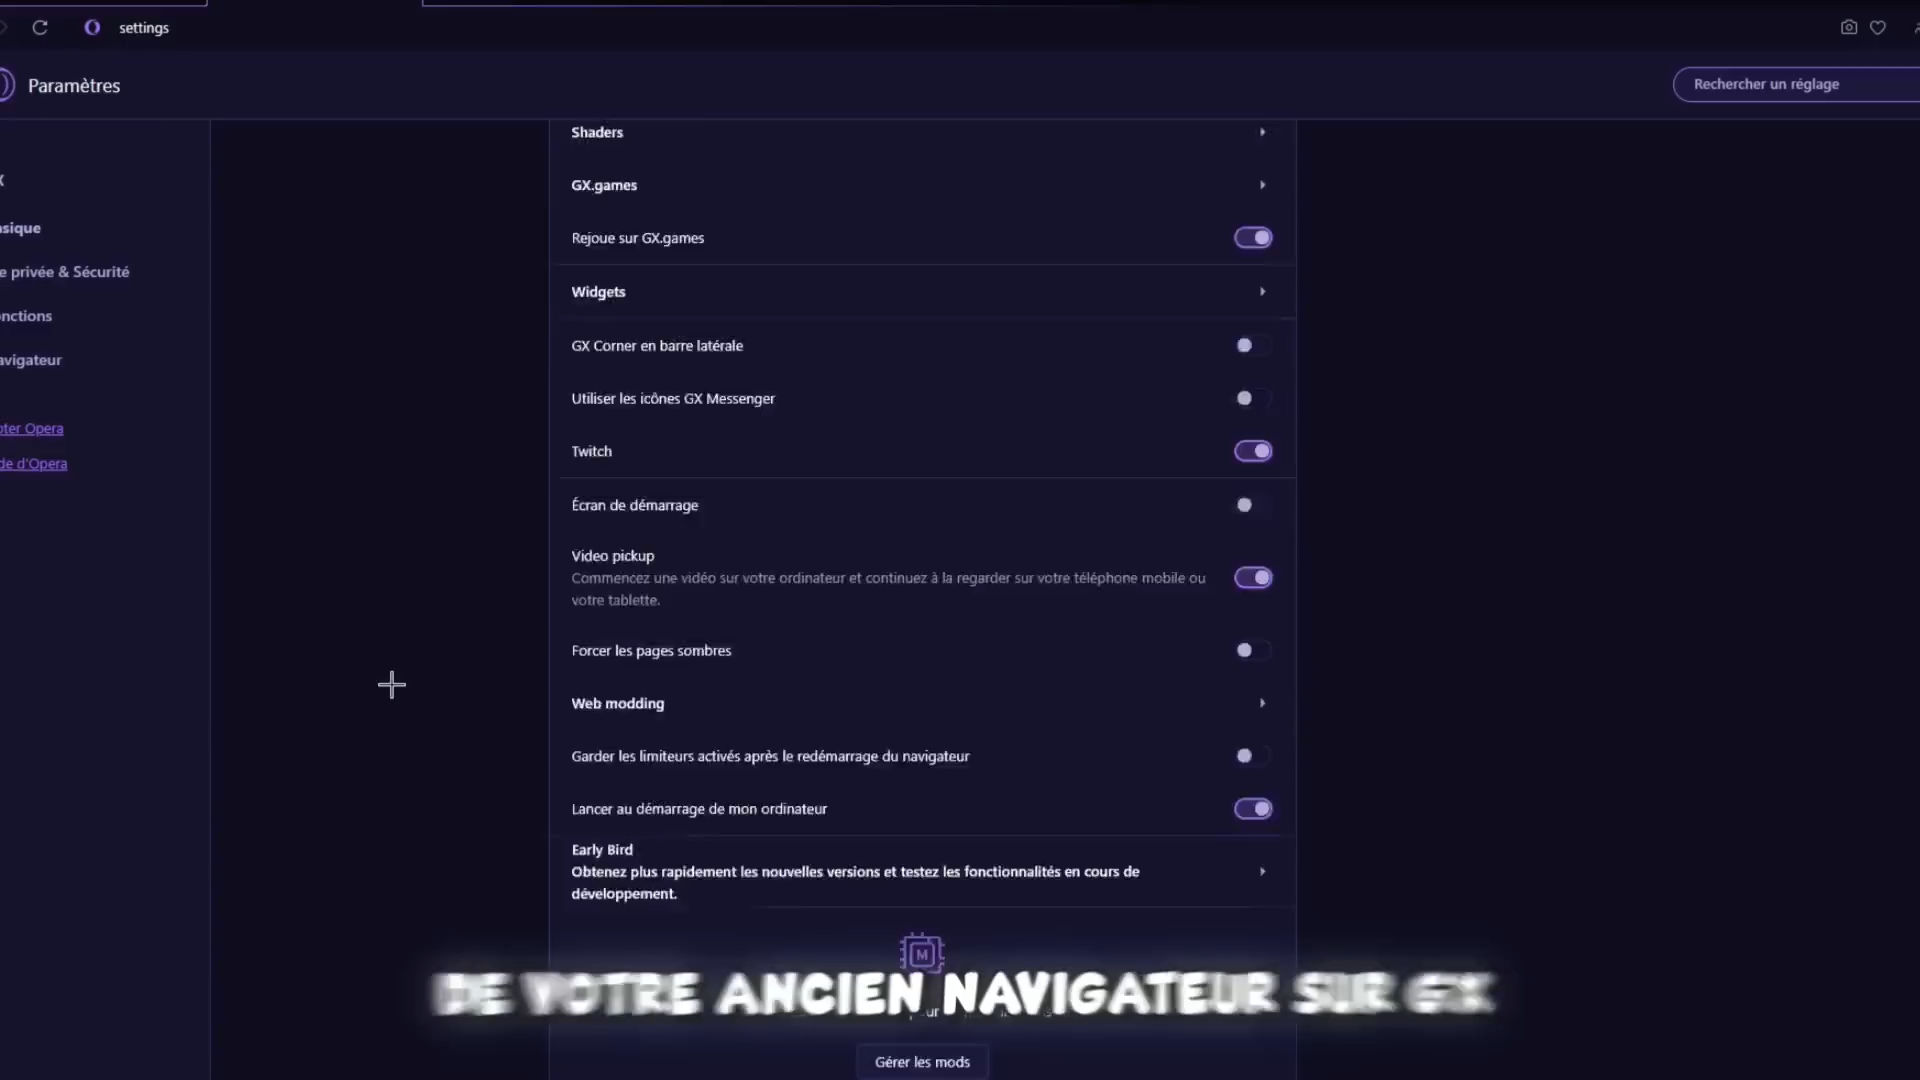 settings
Paramètres
Rechercher un réglage
Shaders
GX.games
Rejoue sur GX.games
sique
e privée & Sécurité
nctions
avigateur
oter Opera
de d'Opera
Widgets
GX Corner en barre latérale
Utiliser les icônes GX Messenger
Twitch
Écran de démarrage
Video pickup
Commencez une vidéo sur votre ordinateur et continuez à la regarder sur votre téléphone mobile ou
votre tablette.
Forcer les pages sombres
Web modding
Garder les limiteurs activés après le redémarrage du navigateur
Lancer au démarrage de mon ordinateur
Early Bird
Obtenez plus rapidement les nouvelles versions et testez les fonctionnalités en cours de
développement.
M
DE VOTRE ANCIEN NAVIGATEUR SUR GX
Gérer les mods